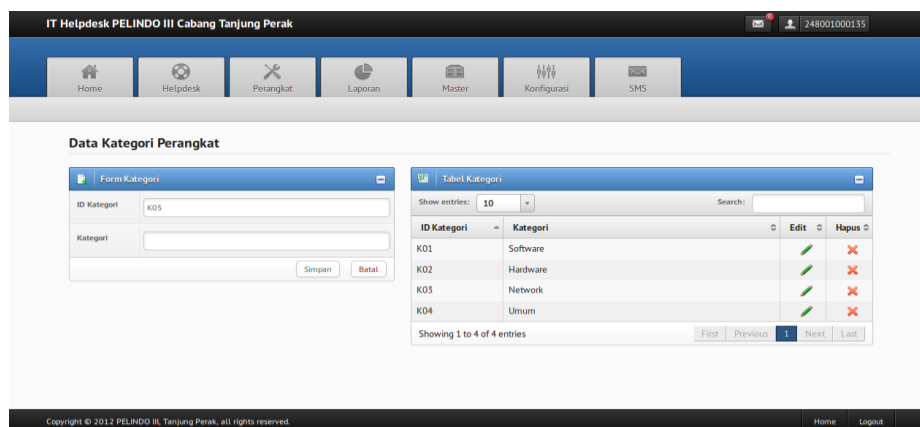 IT Helpdesk PELINDO III Cabang Tanjung Perak
6
248001000135
Home
Helpdesk
Perangkat
Laporan
Master
Konfigurasi
SMS
Data Kategori Perangkat
Form Kategori
ID Kategori
K05
Kategori
Simpan
Batal
Tabel Kategori
Show entries: 10 Search:
ID Kategori Kategori Edit Hapus
K01 Software
K02 Hardware
K03 Network
K04 Umum
Showing 1 to 4 of 4 entries
First Previous 1 Next Last
Copyright © 2012 PELINDO III, Tanjung Perak, all rights reserved.
Home Logout